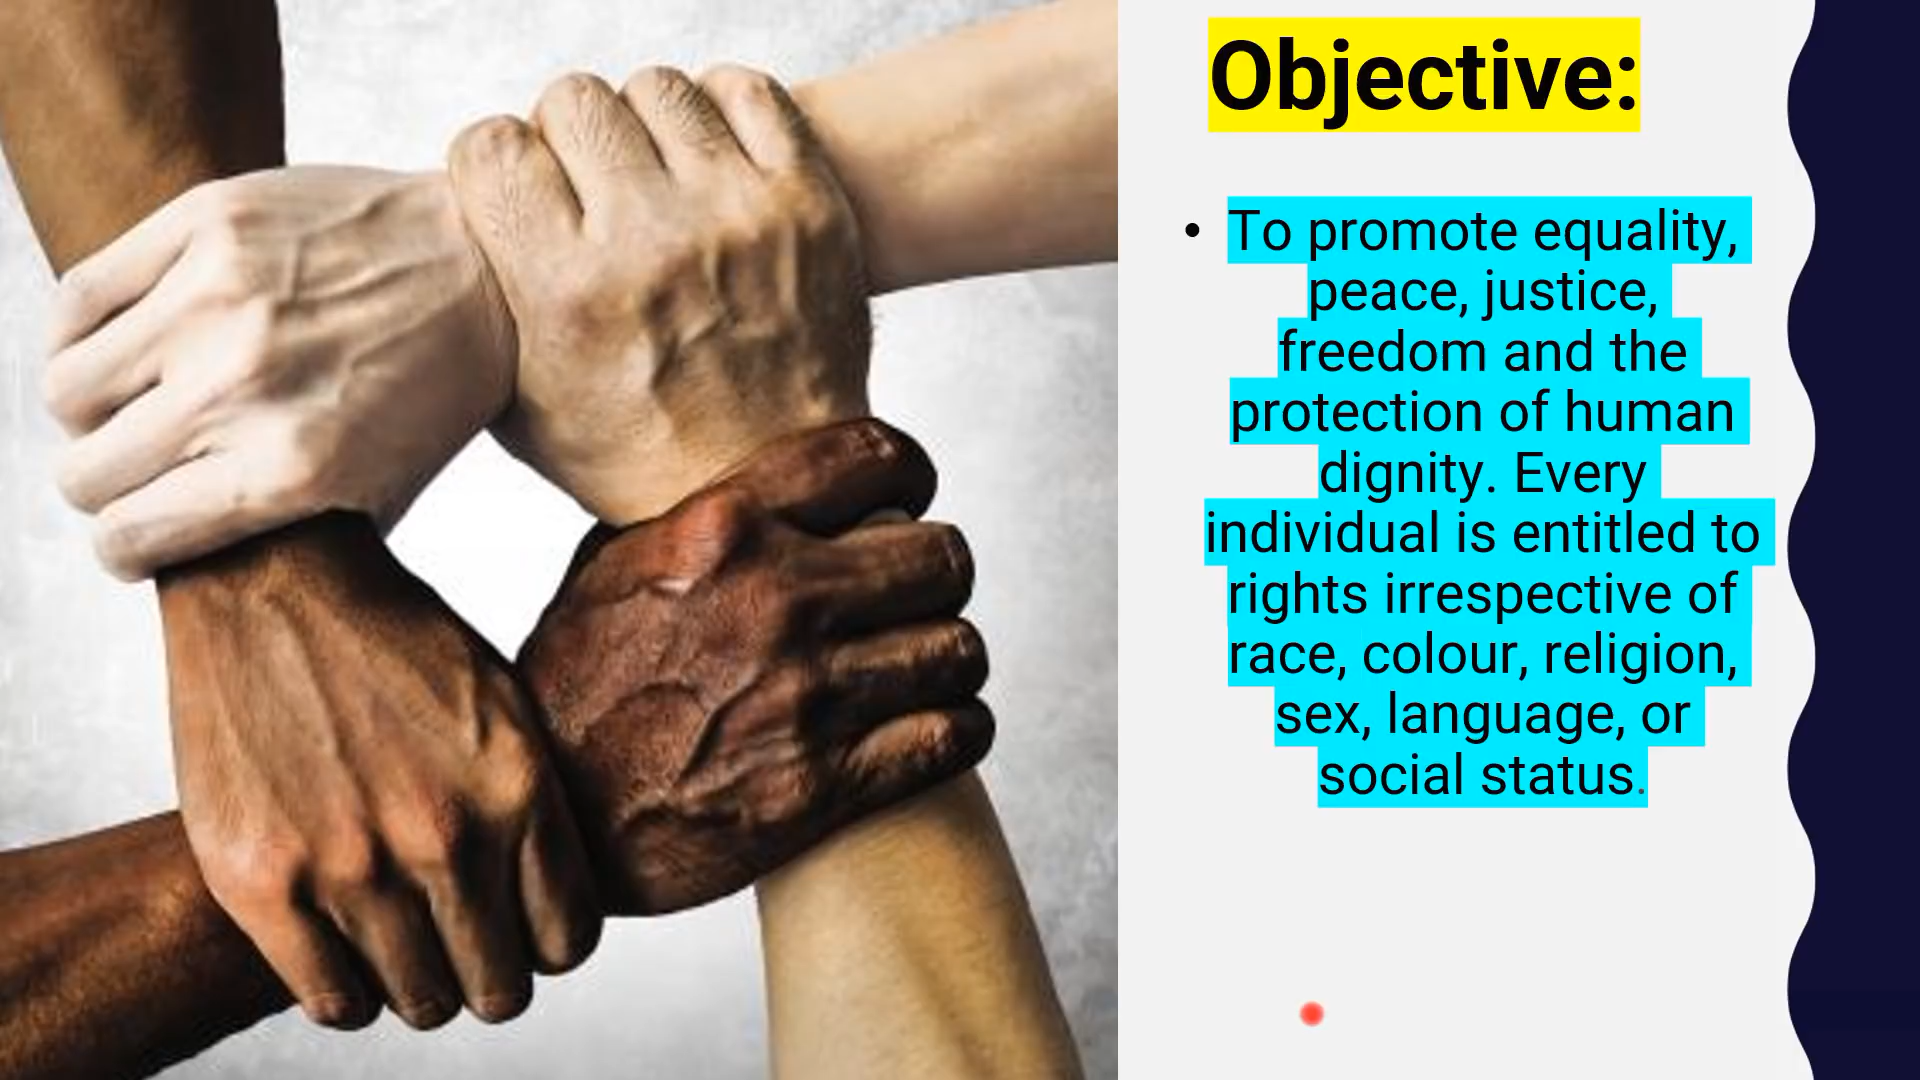 Objective:
• To promote equality,
peace, justice,
freedom and the
protection of human
dignity. Every
individual is entitled to
rights irrespective of
race, colour, religion,
sex, language, or
social status.